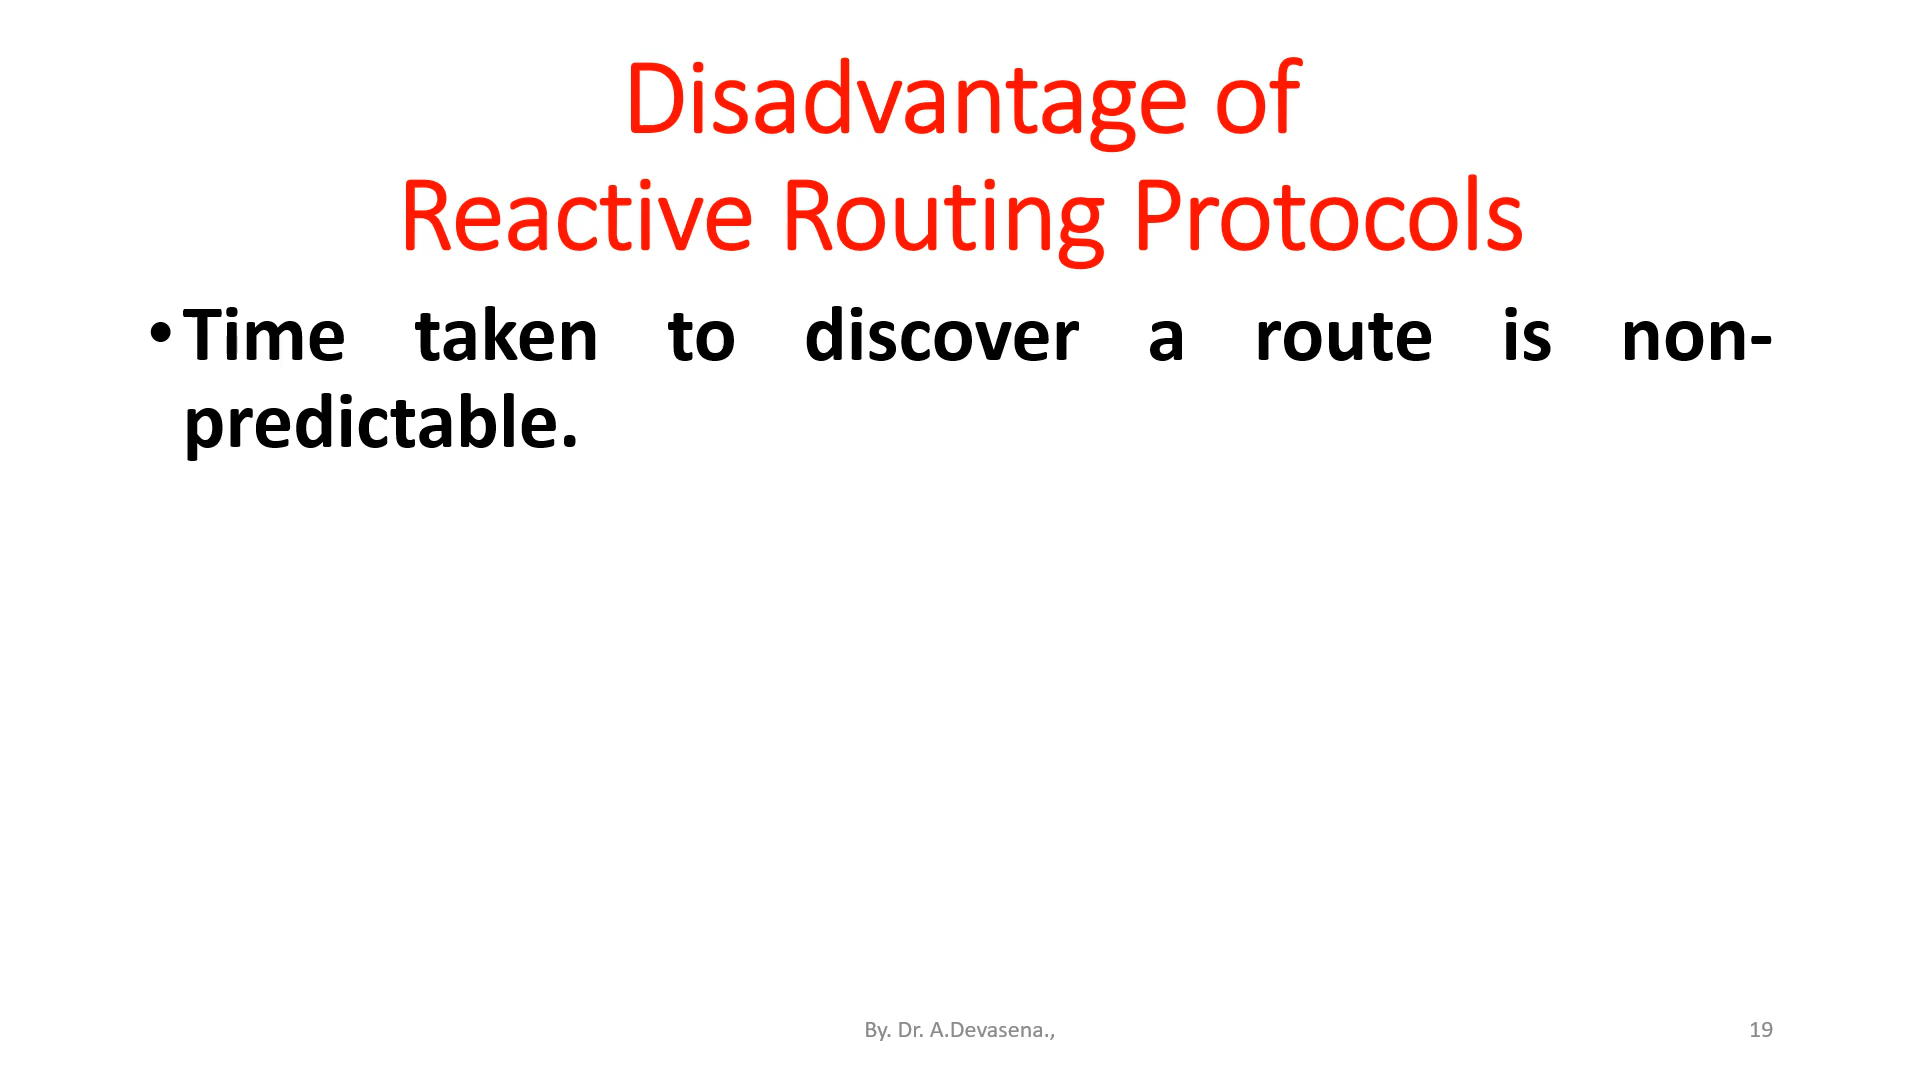 Disadvantage of
Reactive Routing Protocols
•Time taken to discover a route is non-
predictable.
By. Dr. A.Devasena.,
19